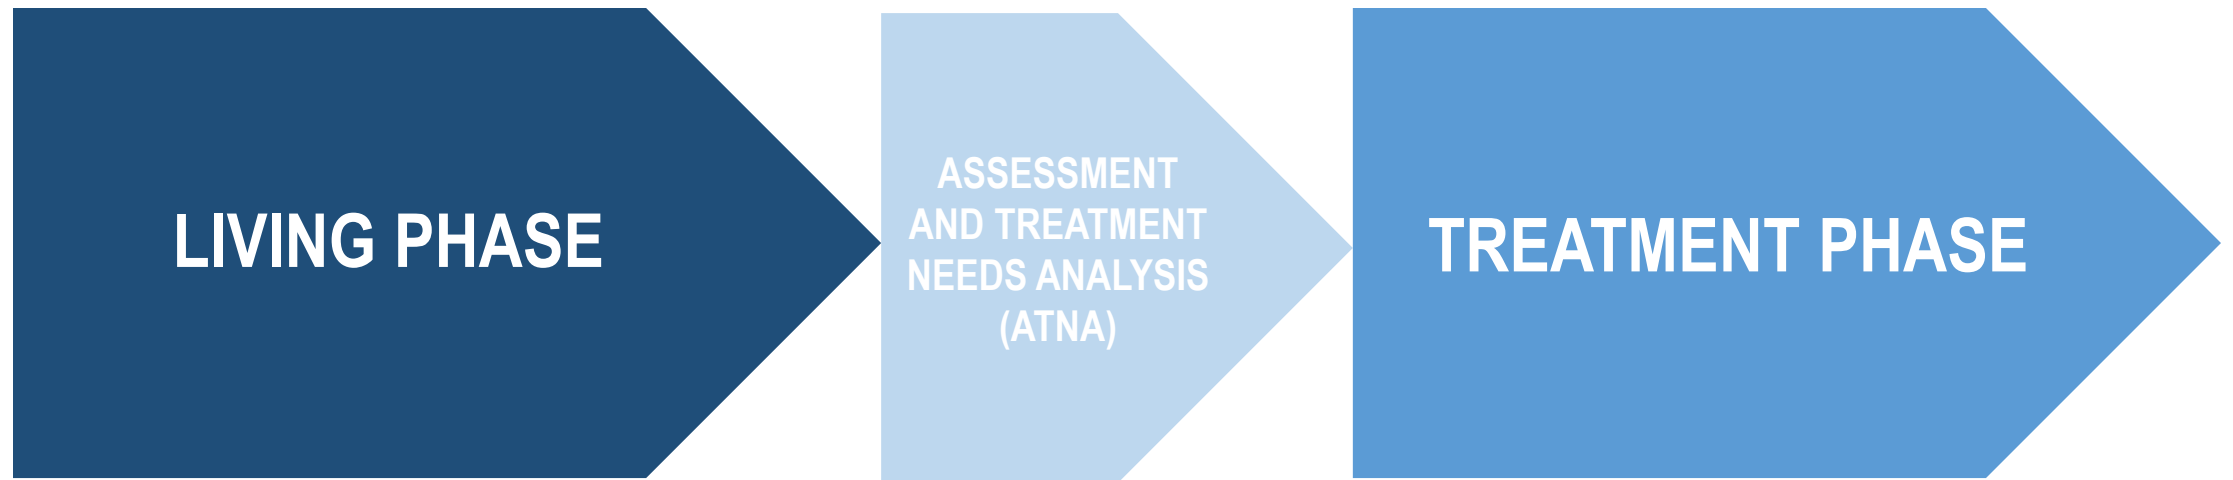 LIVING PHASE
ASSESSMENT
AND TREATMENT
NEEDS ANALYSIS
(ATNA)
TREATMENT PHASE